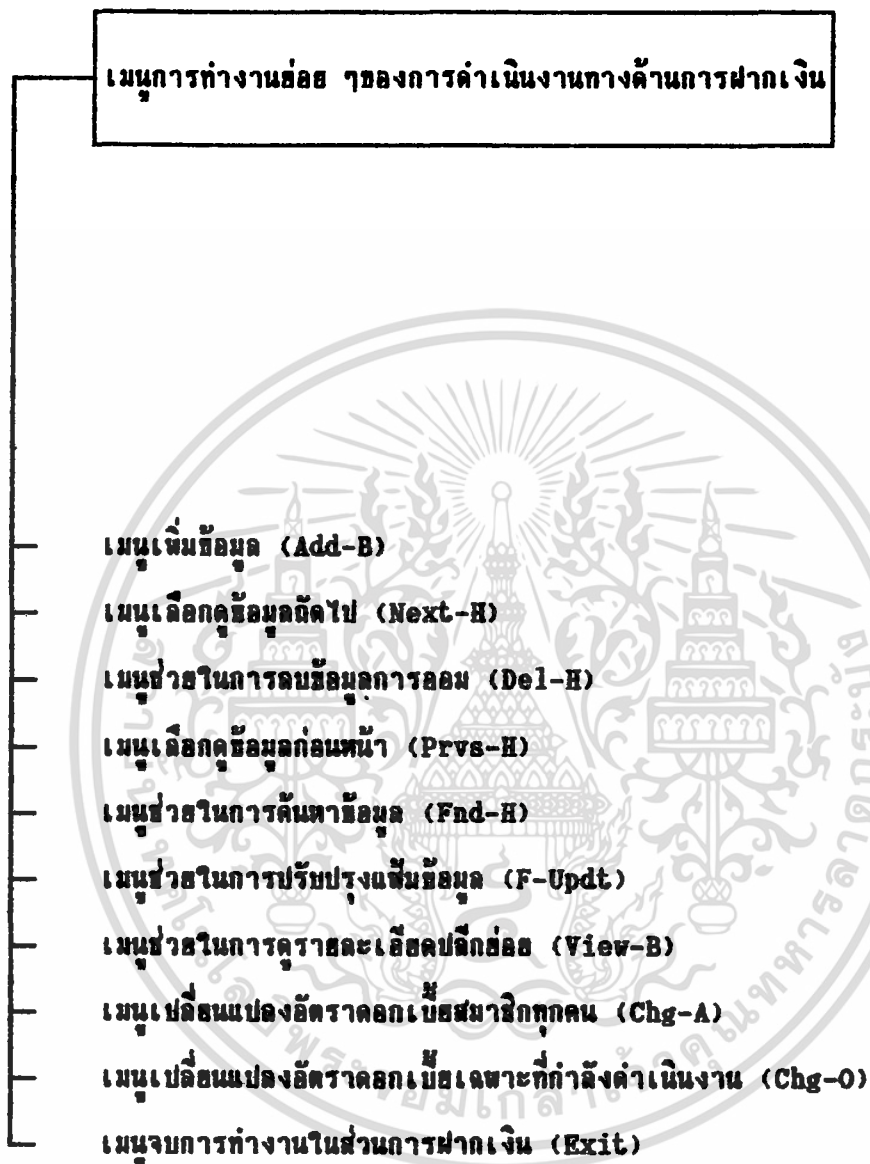 เมนูการทำงานย่อย ๆของการดำเนินงานทางด้านการฝากเงิน
เมนูเพิ่มข้อมูล (Add-B)
เมนูเลือกดูข้อมูลถัดไป (Next-H)
เมนูช่วยในการลบข้อมูลการออม (Del-H)
เมนูเลือกดูข้อมูลก่อนหน้า (Prvs-H)
เมนูช่วยในการค้นหาข้อมูล (Fnd-H)
เมนูช่วยในการปรับปรุงแฟ้มข้อมูล (F-Updt)
เมนูช่วยในการดูรายละเอียดปลีกย่อย (View-B)
เมนูเปลี่ยนแปลงอัตราดอกเบี้ยสมาชิกทุกคน (Chg-A)
เมนูเปลี่ยนแปลงอัตราดอกเบี้ยเฉพาะที่กำลังดำเนินงาน (Chg-O)
เมนูจบการทำงานในส่วนการฝากเงิน (Exit)